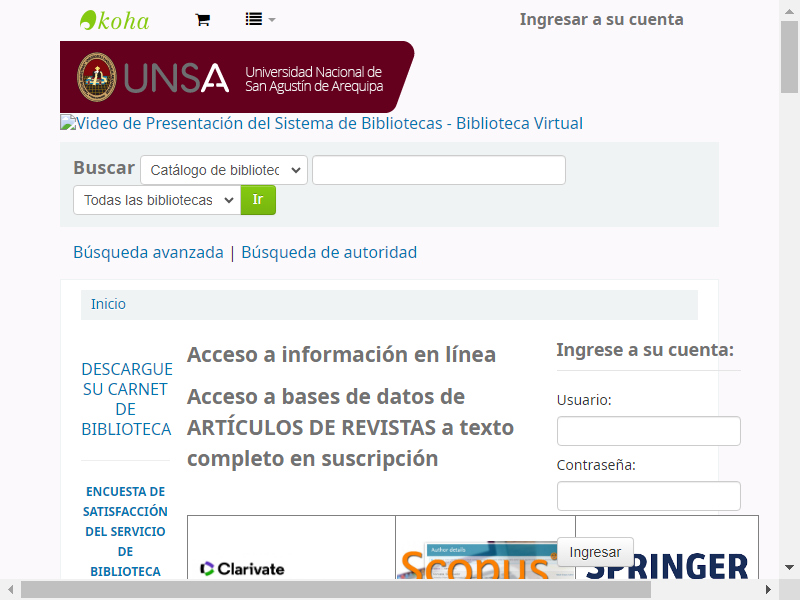 koha
Ingresar a su cuenta
UNSA
Universidad Nacional de
San Agustín de Arequipa
Video de Presentación del Sistema de Bibliotecas - Biblioteca Virtual
Buscar
Catálogo de bibliotec
Todas las bibliotecas
Ir
Búsqueda avanzada | Búsqueda de autoridad
Inicio
DESCARGUE
SU CARNET
DE
BIBLIOTECA
ENCUESTA DE
SATISFACCIÓN
DEL SERVICIO
DE
BIBLIOTECA
Acceso a información en línea
Acceso a bases de datos de
ARTÍCULOS DE REVISTAS a texto
completo en suscripción
Clarivate
Author details
Scopus
SPRINGER
Ingrese a su cuenta:
Usuario:
Contraseña:
Ingresar